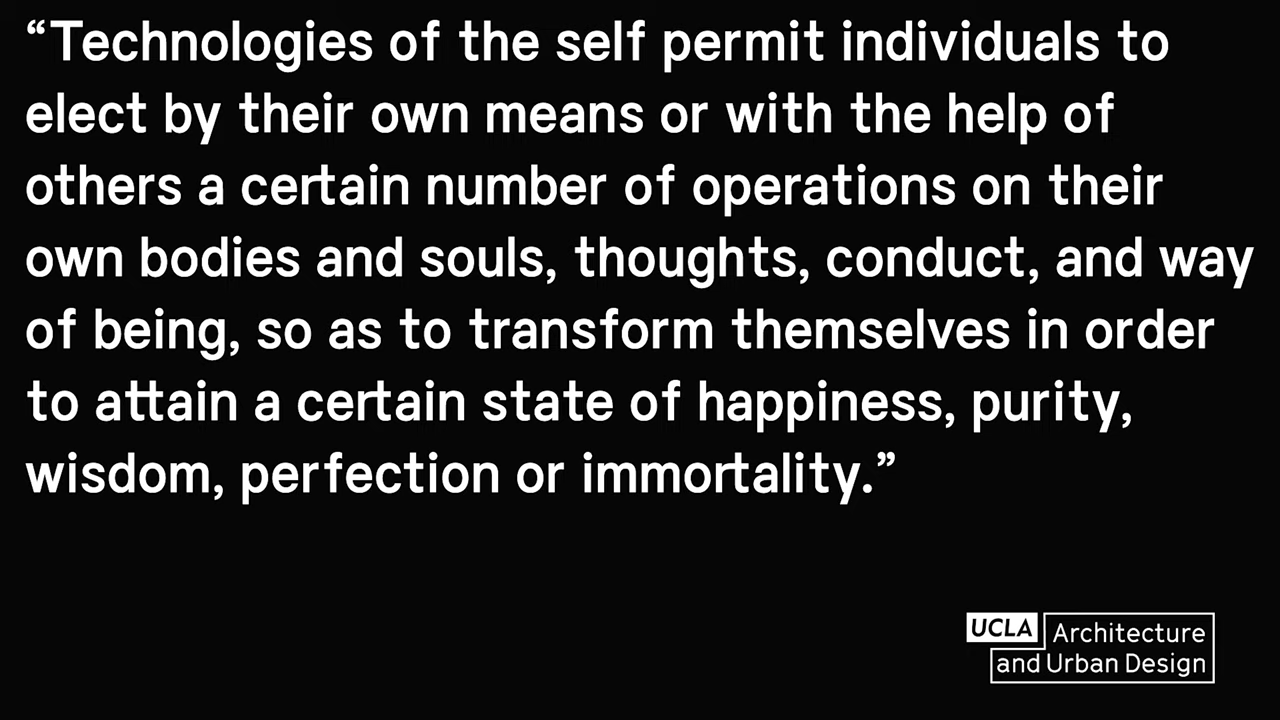 “Technologies of the self permit individuals to
elect by their own means or with the help of
others a certain number of operations on their
own bodies and souls, thoughts, conduct, and way
of being, so as to transform themselves in order
to attain a certain state of happiness, purity,
wisdom, perfection or immortality.”
UCLA Architecture
and Urban Design